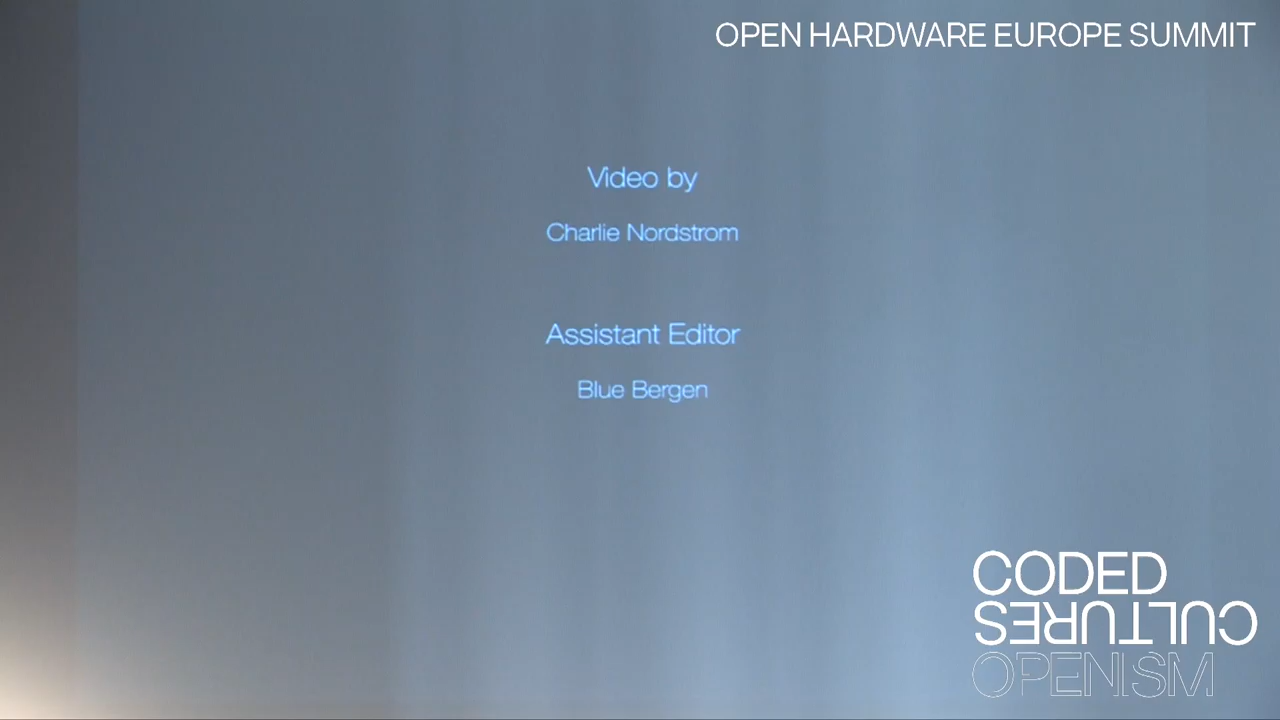 OPEN HARDWARE EUROPE SUMMIT
Video by
Charlie Nordstrom
Assistant Editor
Blue Bergen
CODED
CULTURES
OPENISM